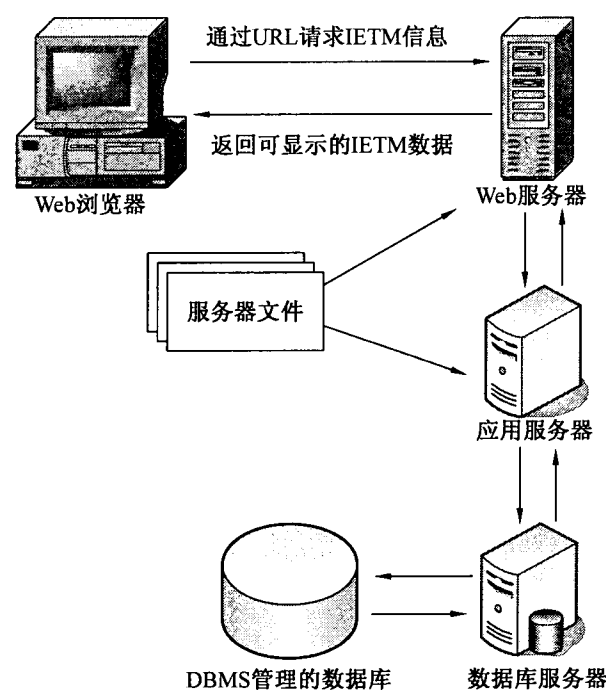 通过URL请求IETM信息
返回可显示的IETM数据
Web浏览器
Web服务器
服务器文件
应用服务器
DBMS管理的数据库
数据库服务器